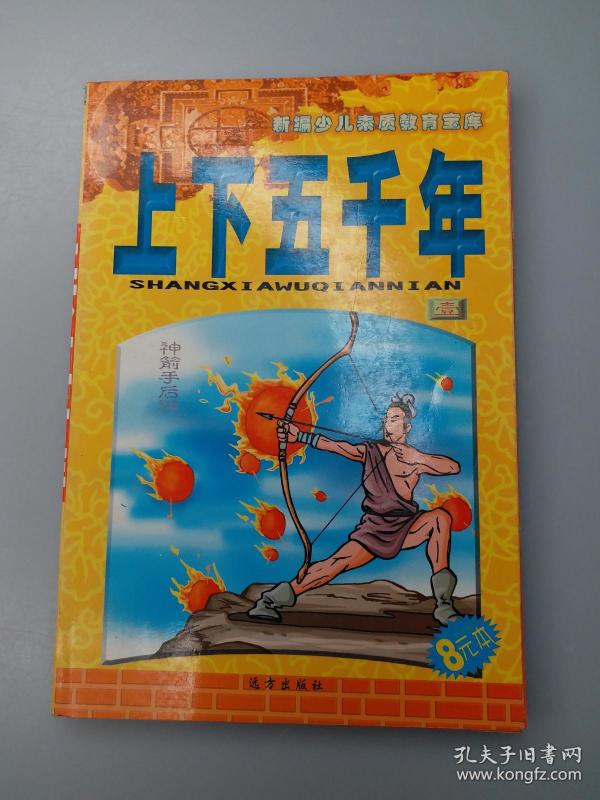 新编少儿素质教育宝库
上下五千年
SHANGXIAWUQIANNIAN
壹
神箭手后羿
8元本
远方出版社
孔夫子旧書网
www.kongfz.com